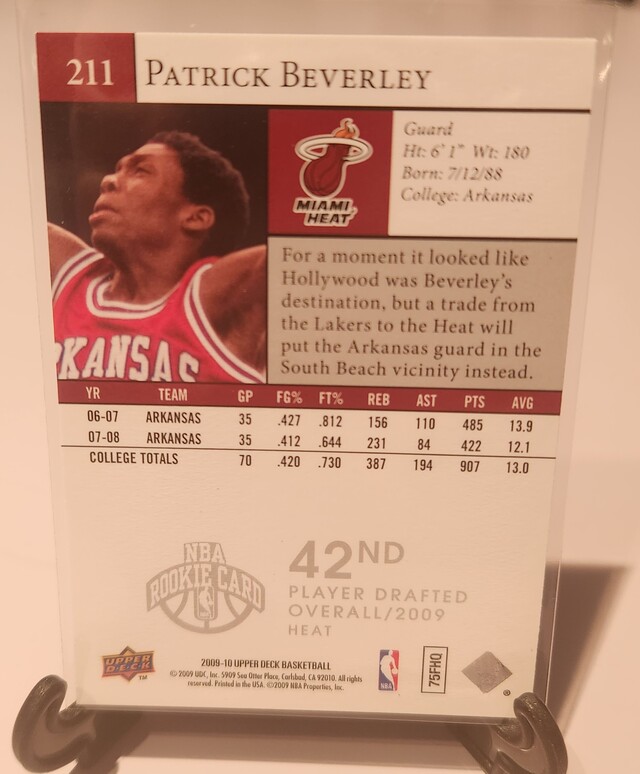 211 PATRICK BEVERLEY
MIAMI
HEAT
Guard
Ht: 6' 1" Wt: 180
Born: 7/12/88
College: Arkansas
For a moment it looked like
Hollywood was Beverley's
destination, but a trade from
the Lakers to the Heat will
put the Arkansas guard in the
South Beach vicinity instead.
KANSAS
YR TEAM GP FG% FT% REB AST PTS AVG
06-07 ARKANSAS 35 .427 .812 156 110 485 13.9
07-08 ARKANSAS 35 .412 .644 231 84 422 12.1
COLLEGE TOTALS 70 .420 .730 387 194 907 13.0
NBA
ROOKIE CARD
42ND
PLAYER DRAFTED
OVERALL/2009
HEAT
UPPER
DECK
TM
2009-10 UPPER DECK BASKETBALL
© 2009 UDC, Inc. 5909 Sea Otter Place, Carlsbad, CA 92010. All rights
reserved. Printed in the USA. ©2009 NBA Properties, Inc.
NBA
75FHQ
®